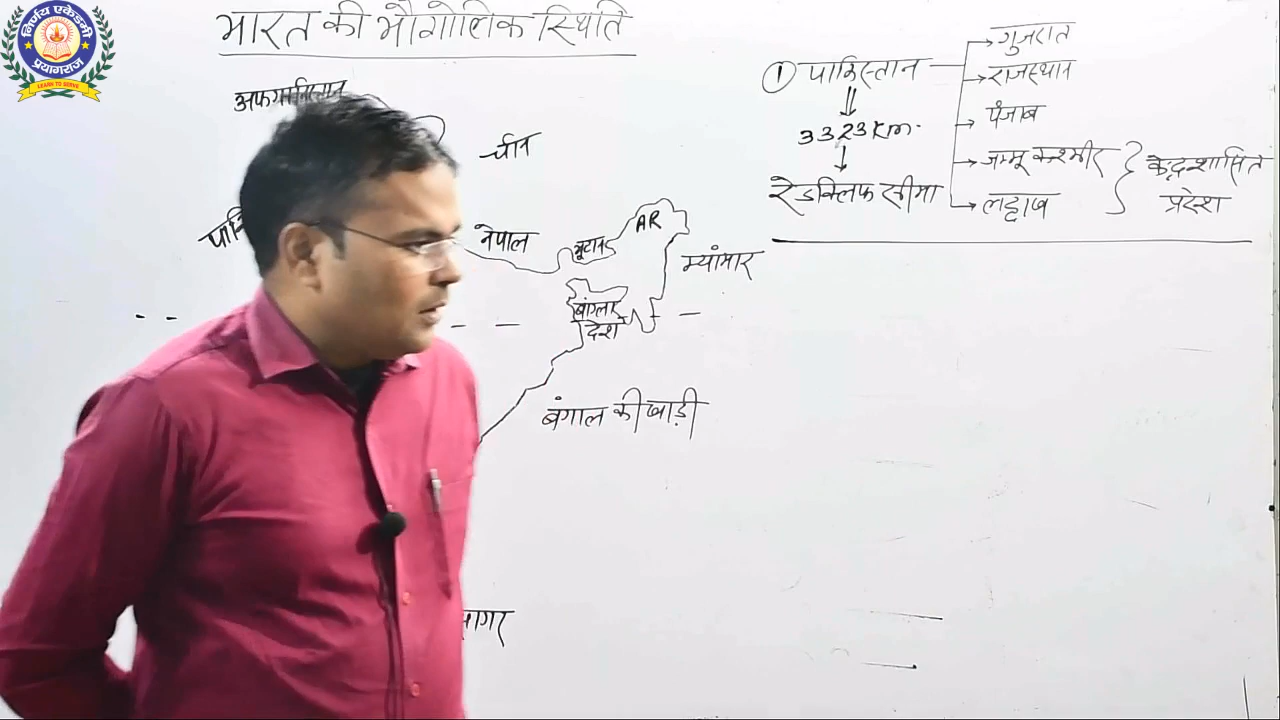 निर्णय एकेडमी
प्रयागराज
LEARN TO SERVE
भारत की भौगोलिक स्थिति
अफगानिस्तान
चीन
नेपाल
भूटान
AR
म्यांमार
बांग्ला
देश
बंगाल की खाड़ी
सागर
① पाकिस्तान
3323 km.
रेडक्लिफ सीमा
गुजरात
राजस्थान
पंजाब
जम्मू कश्मीर
लद्दाख
केन्द्रशासित
प्रदेश